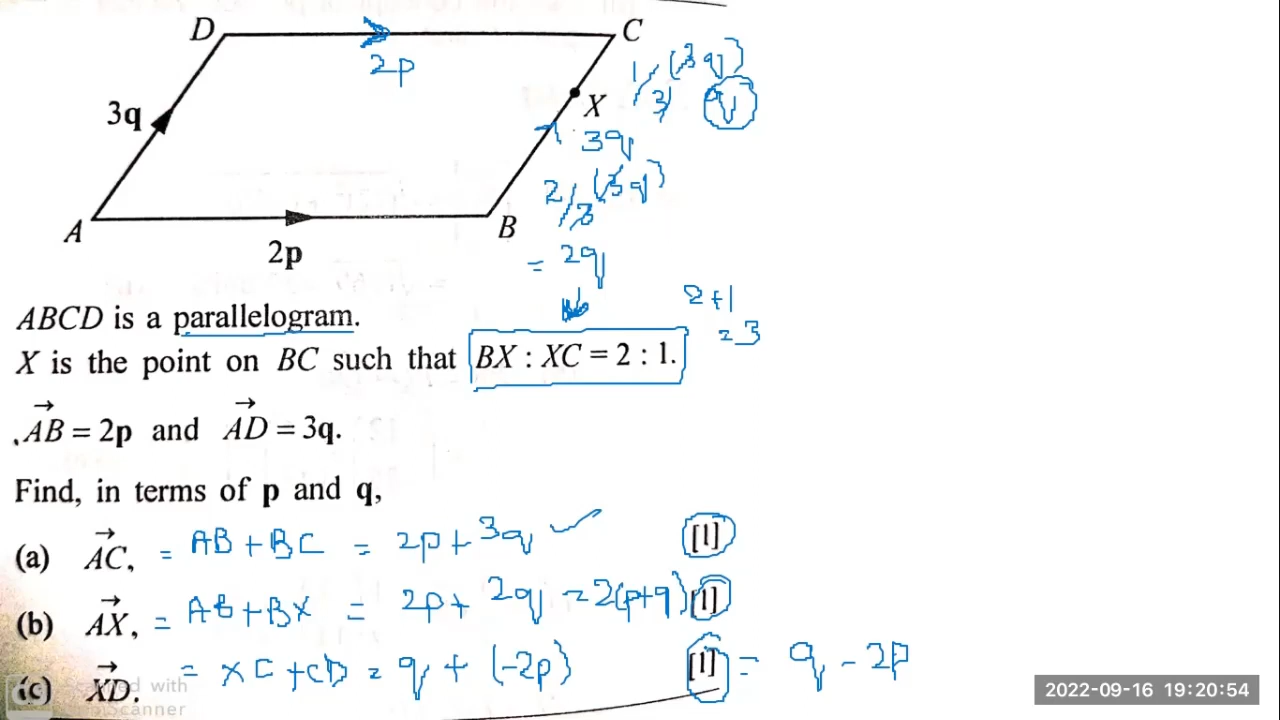 D C
2p
1/3 (3q)
q
3q
X
3q
2/3 (3q)
A B
2p
= 2q
2+1
= 3
ABCD is a parallelogram.
X is the point on BC such that BX : XC = 2 : 1.
AB = 2p and AD = 3q.
Find, in terms of p and q,
(a) AC, = AB + BC = 2p + 3q ✓ [1]
(b) AX, = AB + BX = 2p + 2q = 2(p+q) [1]
(c) XD. = XC + CD = q + (-2p) [1] = q - 2p
2022-09-16 19:20:54